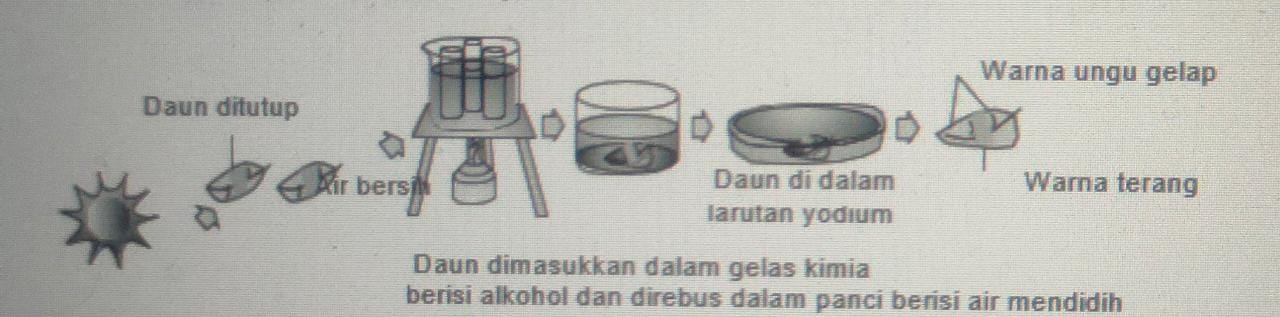 Daun ditutup
Air bersih
Daun di dalam
larutan yodium
Warna ungu gelap
Warna terang
Daun dimasukkan dalam gelas kimia
berisi alkohol dan direbus dalam panci berisi air mendidih